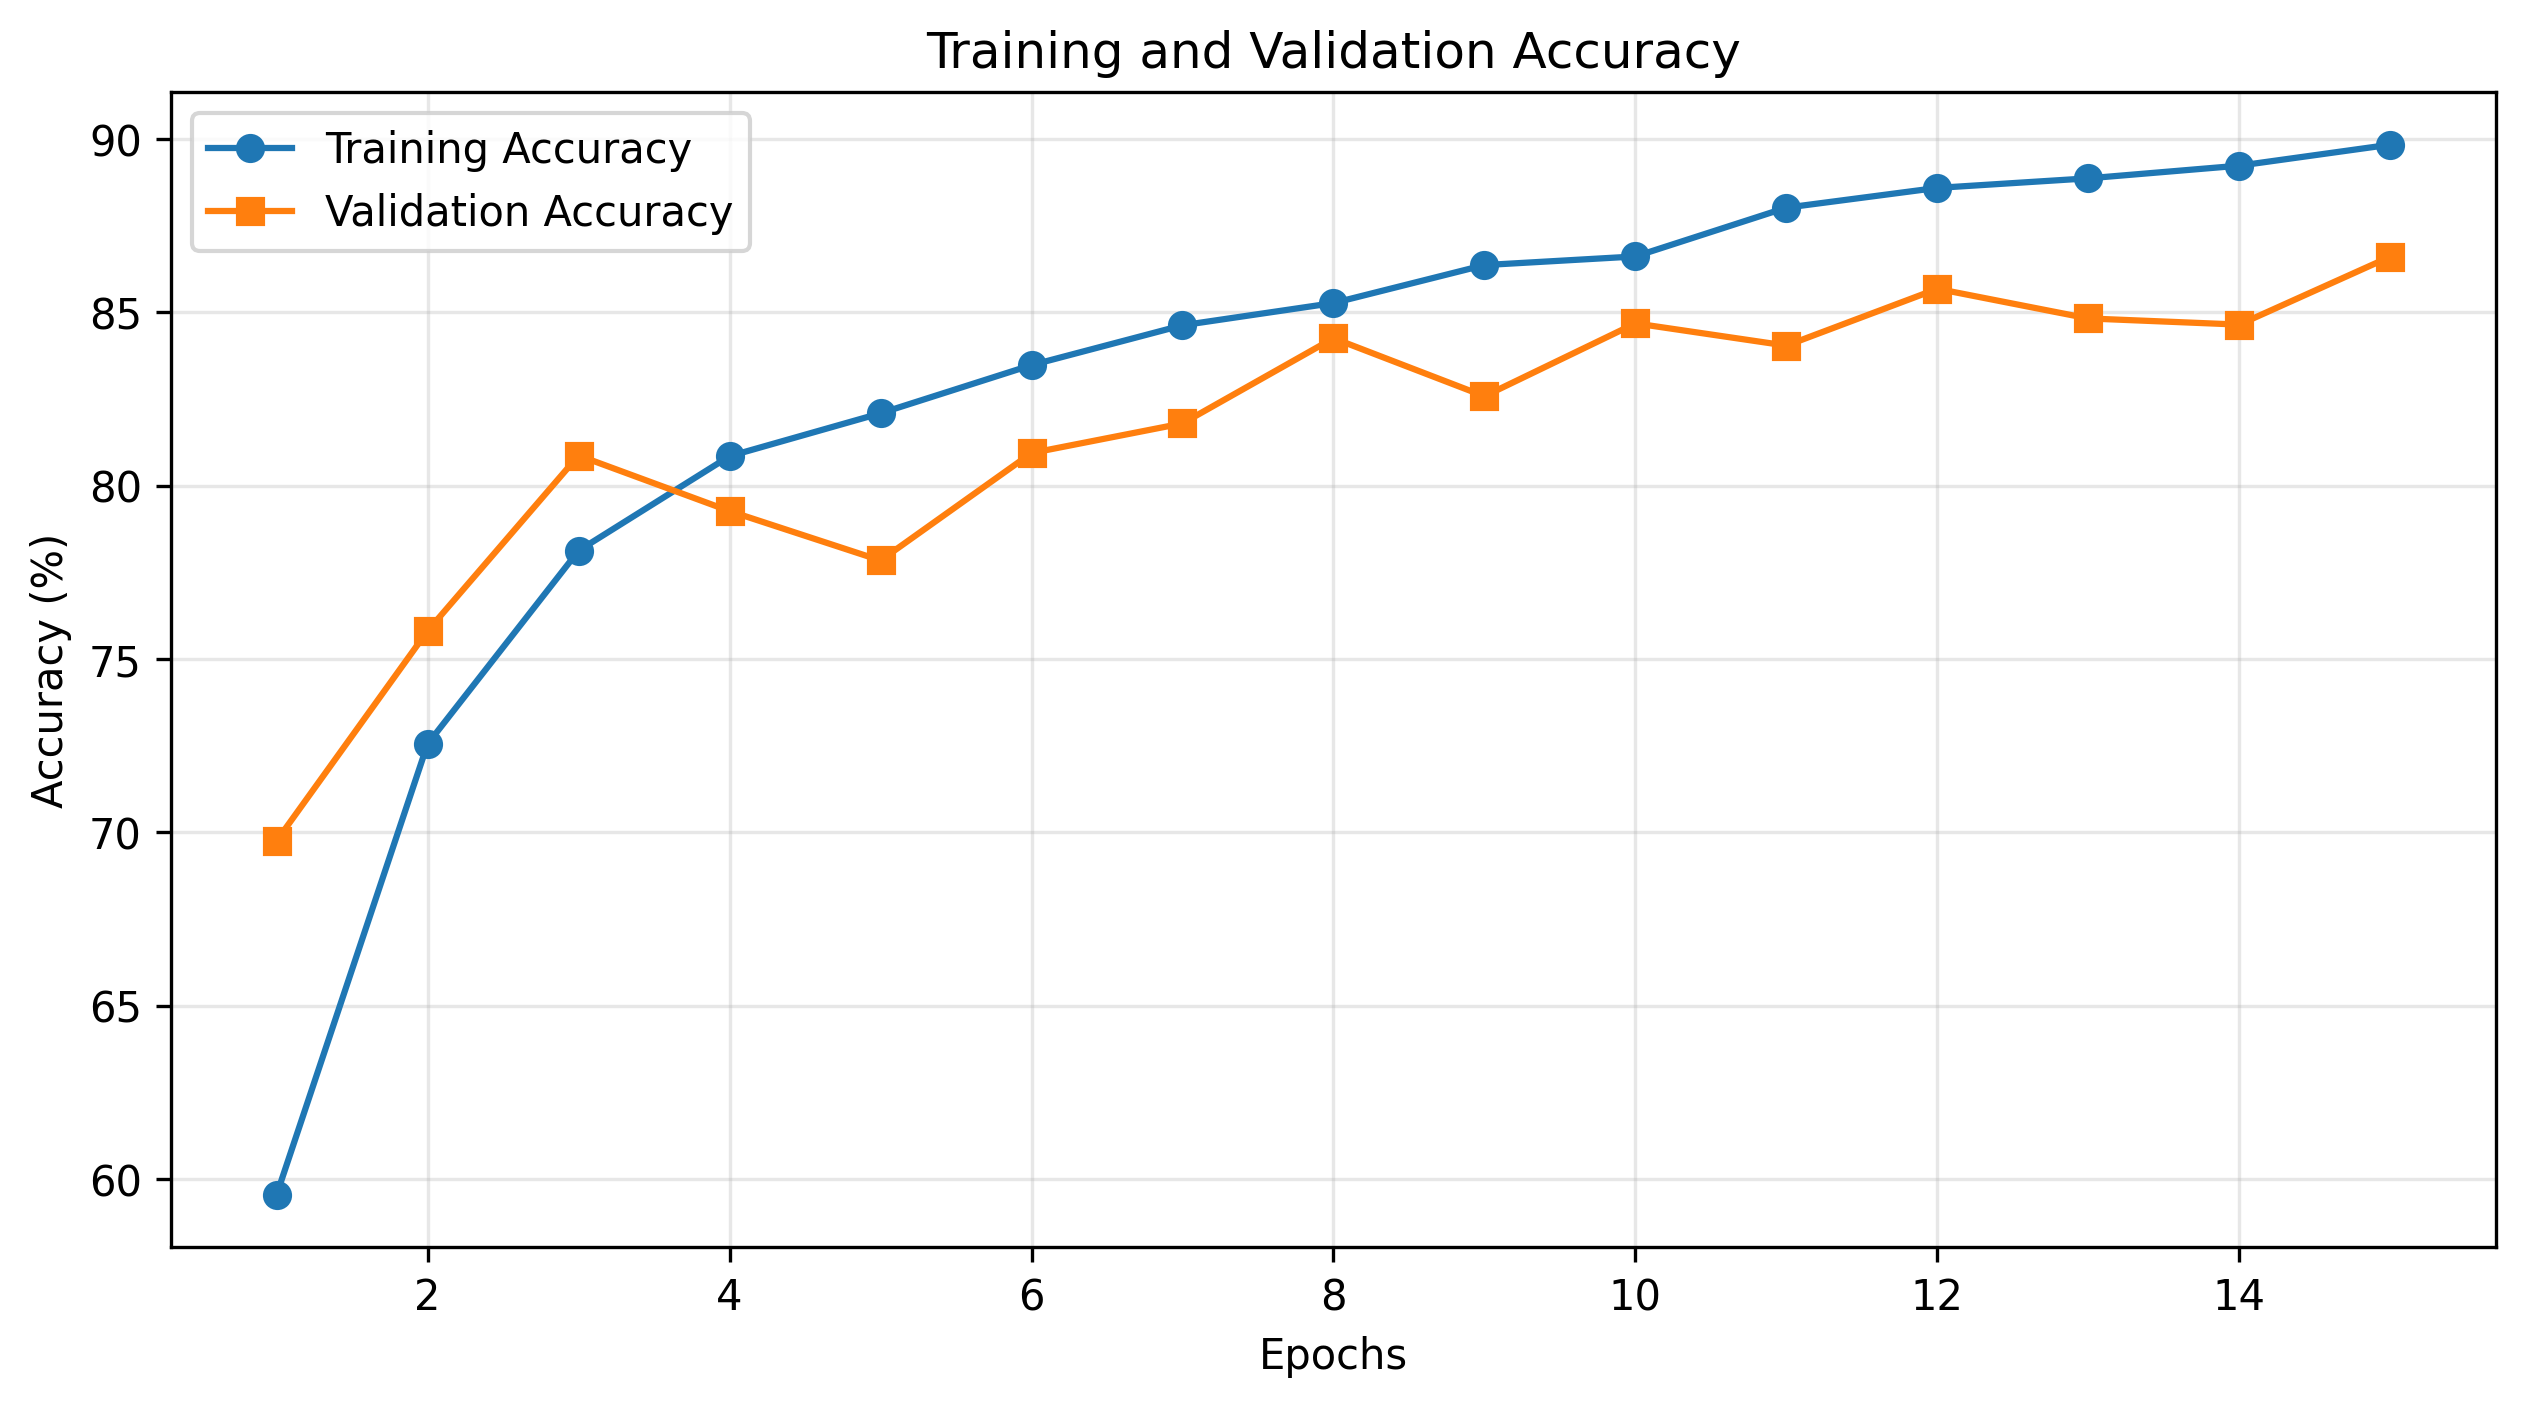 Training and Validation Accuracy
Training Accuracy
Validation Accuracy
Accuracy (%)
90
85
80
75
70
65
60
2 4 6 8 10 12 14
Epochs